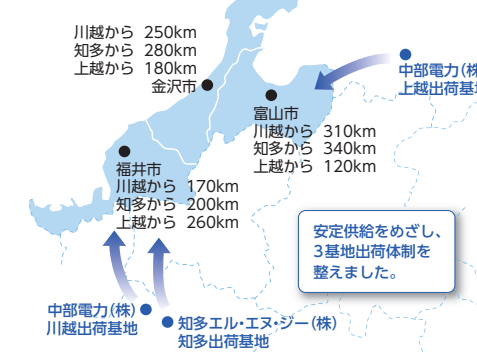 川越から 250km
知多から 280km
上越から 180km
金沢市
中部電力(株
上越出荷基地
富山市
川越から 310km
知多から 340km
上越から 120km
福井市
川越から 170km
知多から 200km
上越から 260km
安定供給をめざし、
3基地出荷体制を
整えました。
中部電力(株)
川越出荷基地
知多エル・エヌ・ジー(株)
知多出荷基地